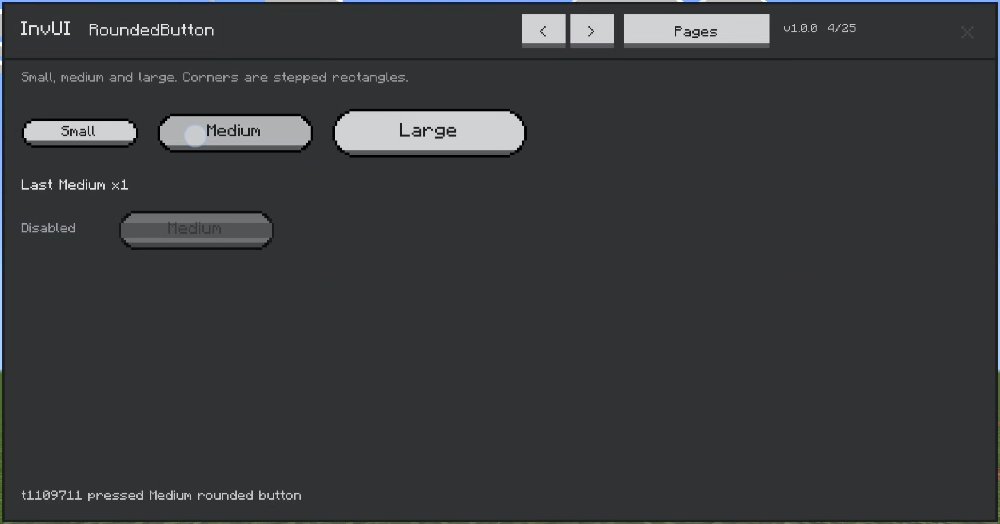 InvUI RoundedButton < > Pages v1.0.0 4/25 ×
Small, medium and large. Corners are stepped rectangles.
Small Medium Large
Last Medium x1
Disabled Medium
t1109711 pressed Medium rounded button